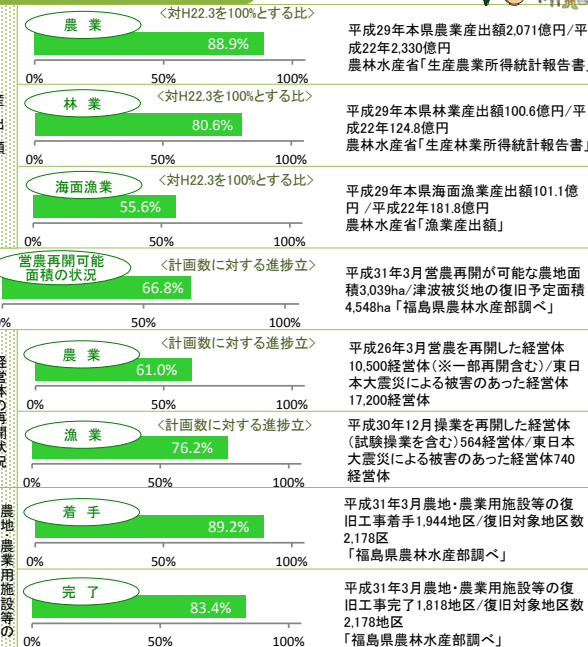 農 業
<対H22.3を100%とする比>
88.9%
0% 50% 100%
平成29年本県農業産出額2,071億円/平
成22年2,330億円
農林水産省「生産農業所得統計報告書」
林 業
<対H22.3を100%とする比>
80.6%
0% 50% 100%
平成29年本県林業産出額100.6億円/平
成22年124.8億円
農林水産省「生産林業所得統計報告書」
海面漁業
<対H22.3を100%とする比>
55.6%
0% 50% 100%
平成29年本県海面漁業産出額101.1億
円 /平成22年181.8億円
農林水産省「漁業産出額」
産出額
営農再開可能
面積の状況
<計画数に対する進捗立>
66.8%
0% 50% 100%
平成31年3月営農再開が可能な農地面
積3,039ha/津波被災地の復旧予定面積
4,548ha「福島県農林水産部調べ」
経営体の再開状況
農 業
<計画数に対する進捗立>
61.0%
0% 50% 100%
平成26年3月営農を再開した経営体
10,500経営体(※一部再開含む)/東日
本大震災による被害のあった経営体
17,200経営体
漁 業
<計画数に対する進捗立>
76.2%
0% 50% 100%
平成30年12月操業を再開した経営体
(試験操業を含む)564経営体/東日本
大震災による被害のあった経営体740
経営体
農地・農業用施設等の
着 手
89.2%
0% 50% 100%
平成31年3月農地・農業用施設等の復
旧工事着手1,944地区/復旧対象地区数
2,178区
「福島県農林水産部調べ」
完 了
83.4%
0% 50% 100%
平成31年3月農地・農業用施設等の復
旧工事完了1,818地区/復旧対象地区数
2,178地区
「福島県農林水産部調べ」